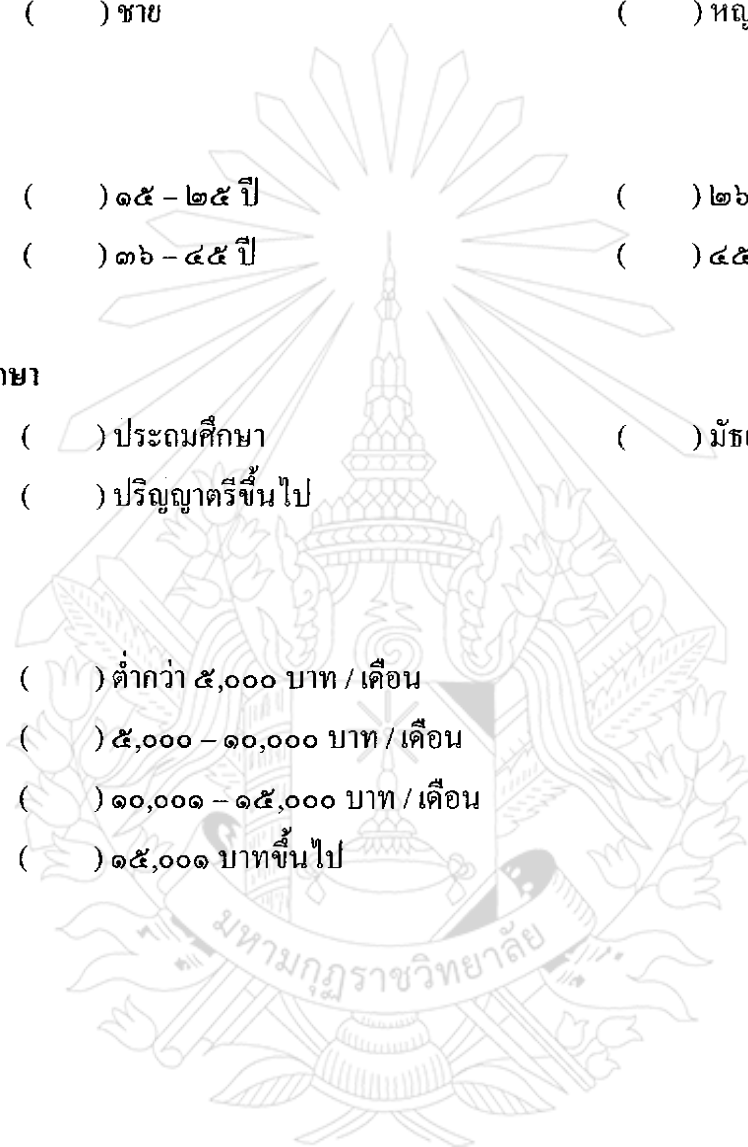 ( ) ชาย ( )
( ) ๑๕ – ๒๕ ปี ( ) ๒๖
( ) ๓๖ – ๔๕ ปี ( ) ๔๕
( ) ประถมศึกษา ( )
( ) ปริญญาตรีขึ้นไป
( ) ต่ำกว่า ๕,๐๐๐ บาท / เดือน
( ) ๕,๐๐๐ – ๑๐,๐๐๐ บาท / เดือน
( ) ๑๐,๐๐๑ – ๑๕,๐๐๐ บาท / เดือน
( ) ๑๕,๐๐๑ บาทขึ้นไป
มหามกุฏราชวิทยาลัย